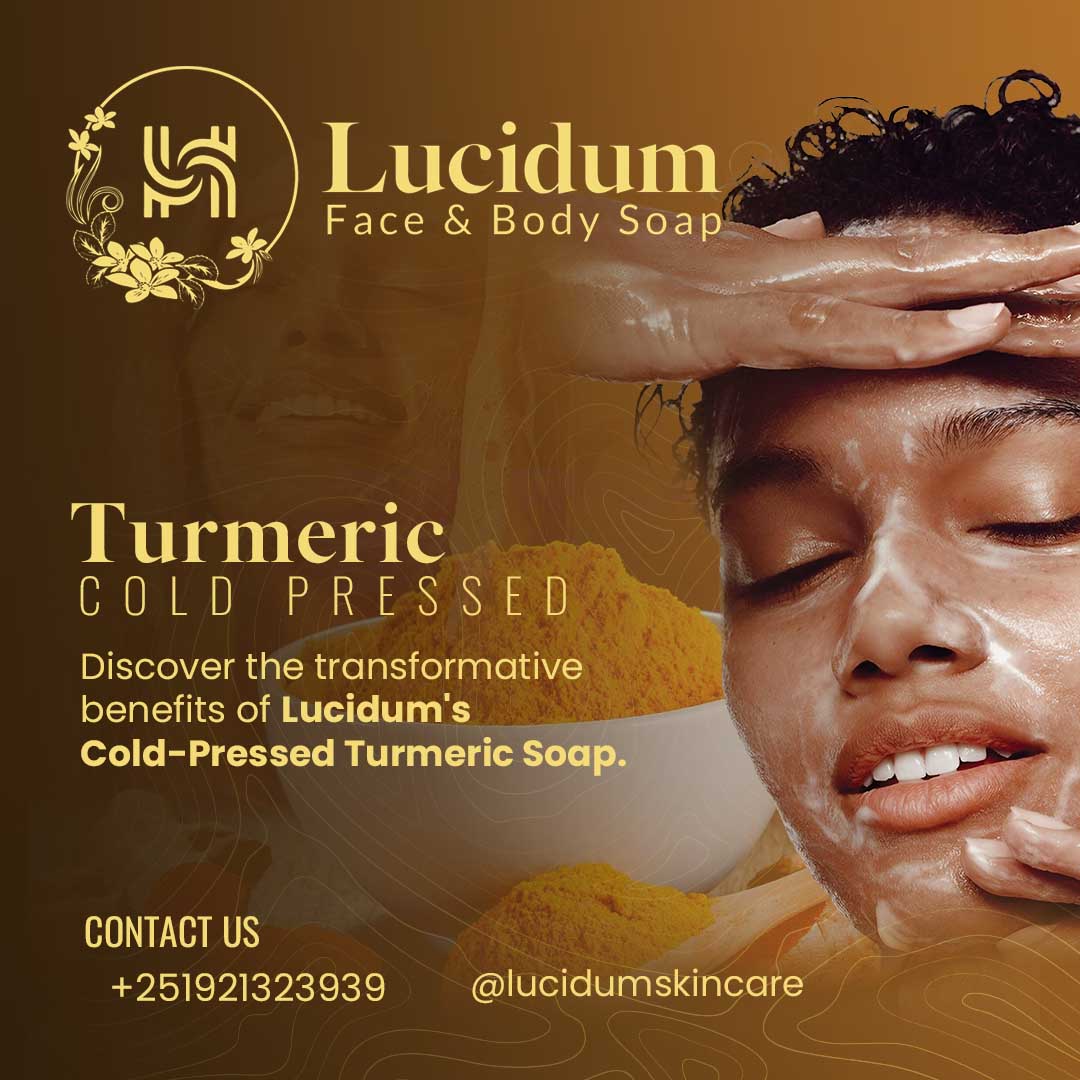 Lucidum
Face & Body Soap
Turmeric
COLD PRESSED
Discover the transformative
benefits of Lucidum's
Cold-Pressed Turmeric Soap.
CONTACT US
+251921323939
@lucidumskincare